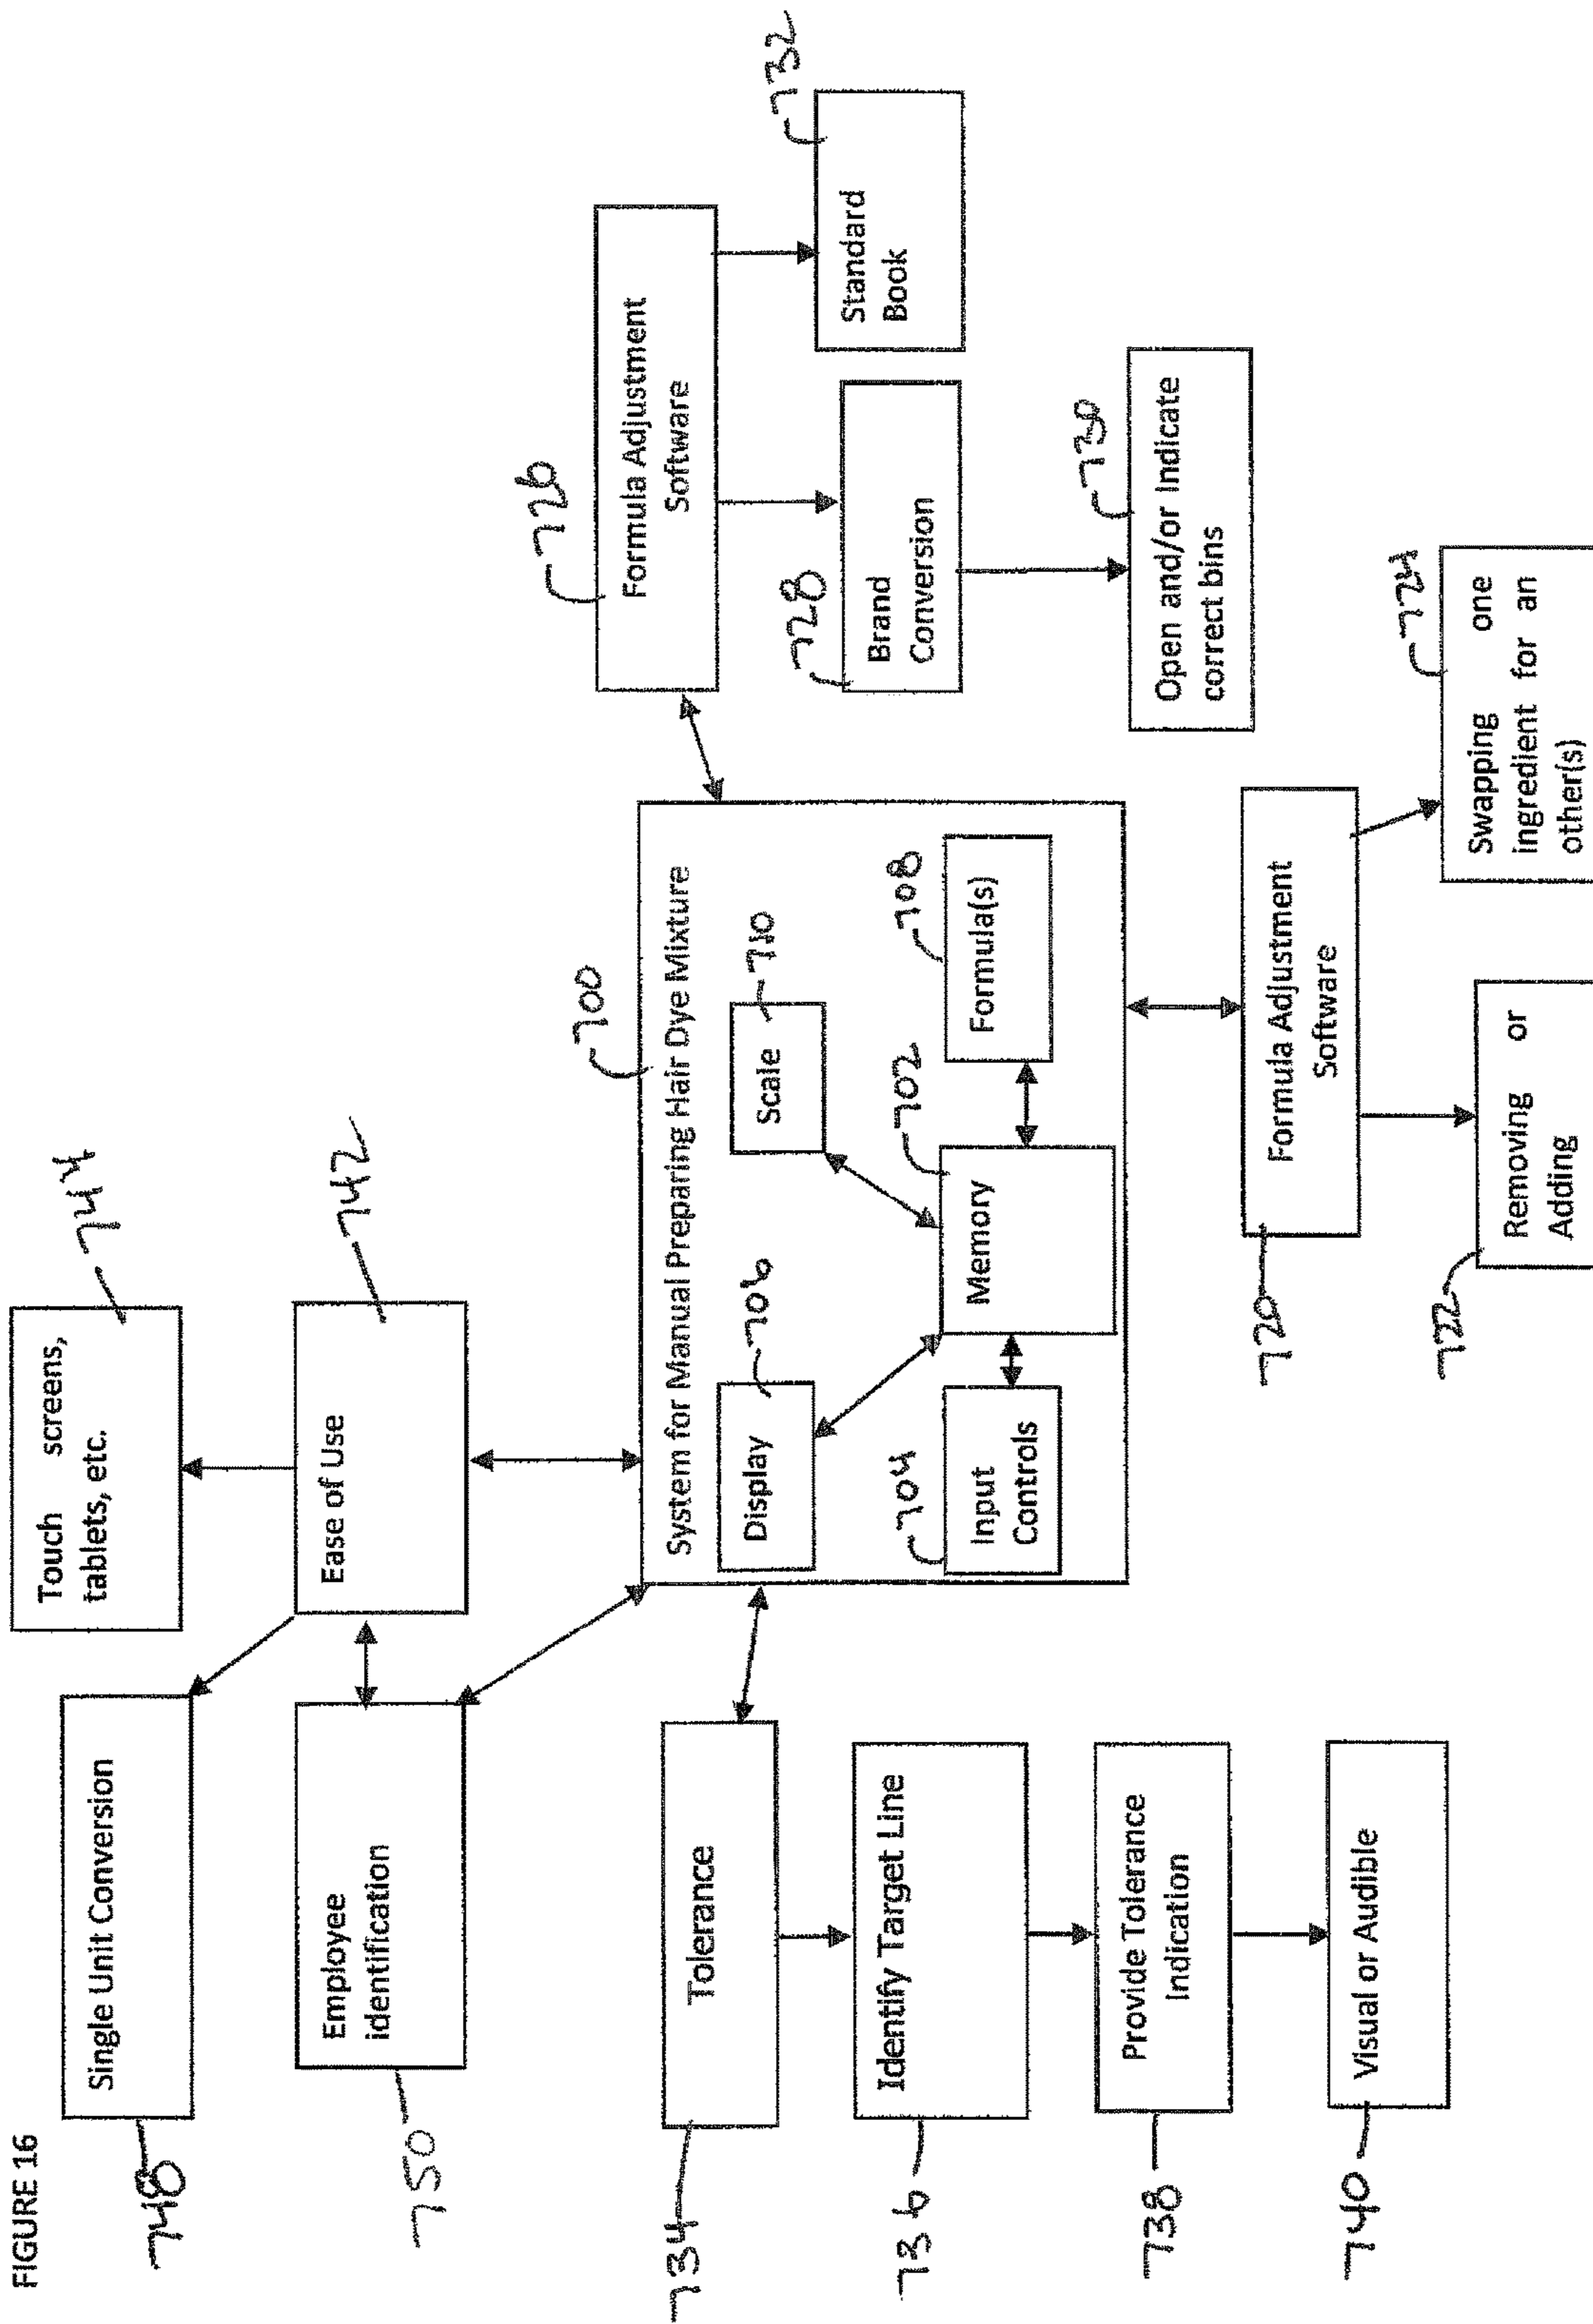 FIGURE 16
748
Single Unit Conversion
Touch screens,
tablets, etc.
744
750
Employee
identification
Ease of Use
742
700
System for Manual Preparing Hair Dye Mixture
Display
706
Scale
710
704
Input
Controls
Memory
702
Formula(s)
708
726
Formula Adjustment
Software
728
Brand
Conversion
Standard
Book
732
Open and/or Indicate
correct bins
730
734
Tolerance
736
Identify Target Line
738
Provide Tolerance
Indication
740
Visual or Audible
720
Formula Adjustment
Software
722
Removing or
Adding
Swapping one
ingredient for an
other(s)
724